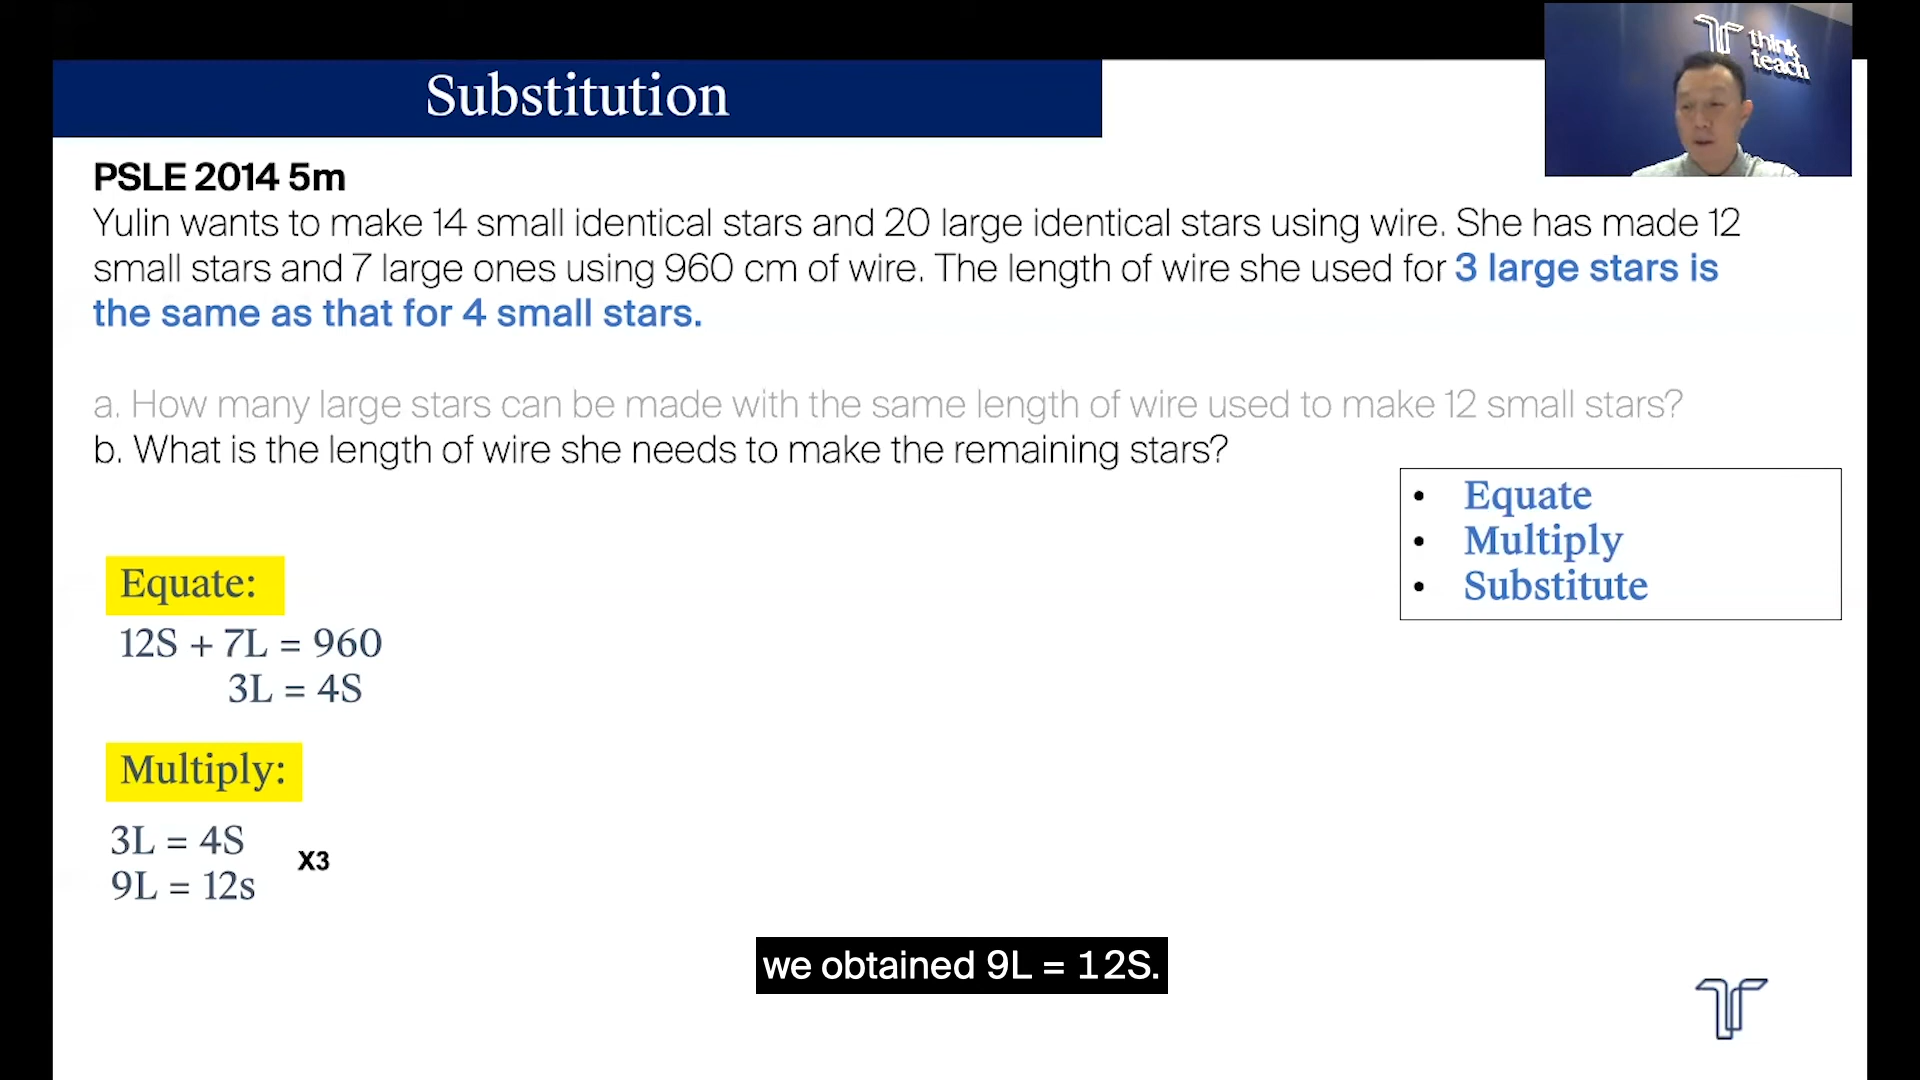 think
teach
Substitution
PSLE 2014 5m
Yulin wants to make 14 small identical stars and 20 large identical stars using wire. She has made 12
small stars and 7 large ones using 960 cm of wire. The length of wire she used for 3 large stars is
the same as that for 4 small stars.
a. How many large stars can be made with the same length of wire used to make 12 small stars?
b. What is the length of wire she needs to make the remaining stars?
• Equate
• Multiply
• Substitute
Equate:
12S + 7L = 960
3L = 4S
Multiply:
3L = 4S
X3
9L = 12s
we obtained 9L = 12S.